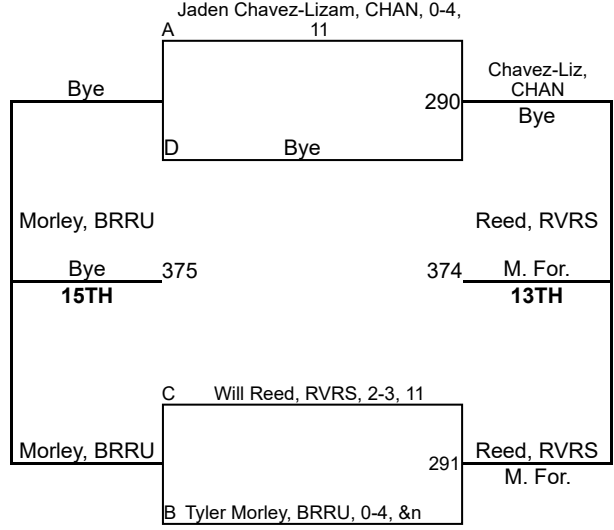 Jaden Chavez-Lizam, CHAN, 0-4,
A 11
Bye
Chavez-Liz,
CHAN
290
Bye
D Bye
Morley, BRRU
Reed, RVRS
Bye 375
374 M. For.
15TH
13TH
C Will Reed, RVRS, 2-3, 11
Morley, BRRU
291 Reed, RVRS
M. For.
B Tyler Morley, BRRU, 0-4, &n